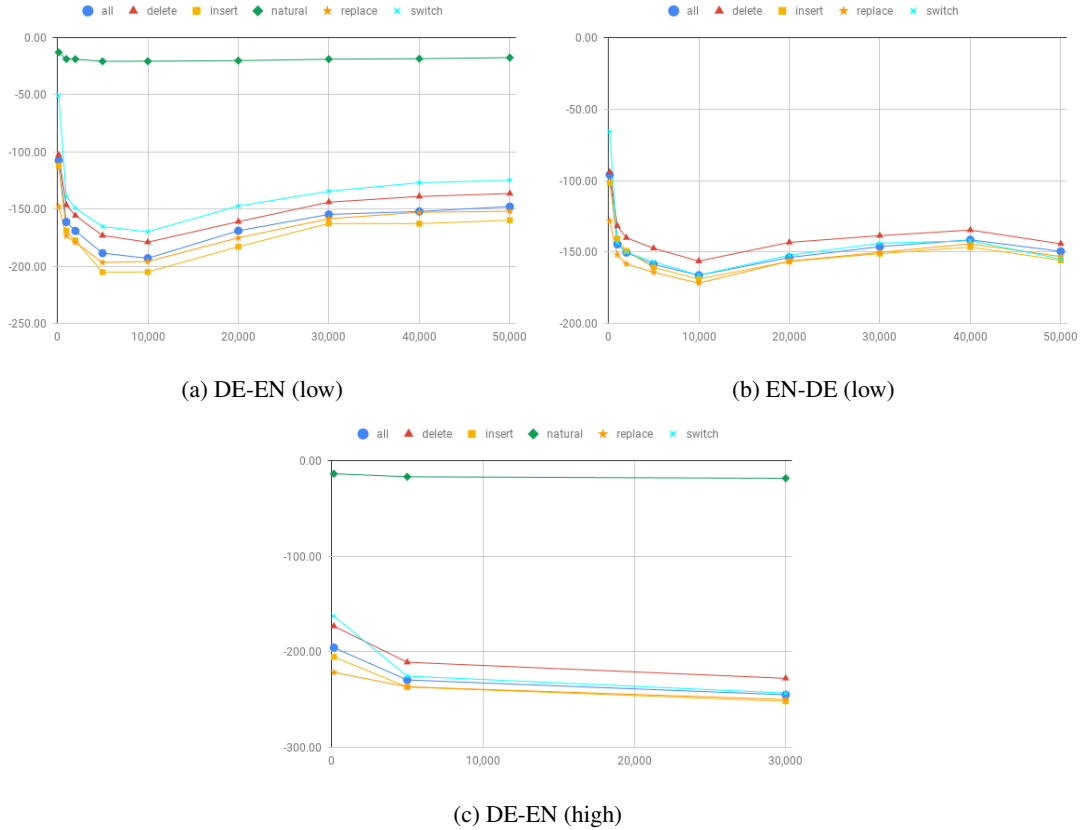 all delete insert natural replace switch
0.00
-50.00
-100.00
-150.00
-200.00
-250.00
0 10,000 20,000 30,000 40,000 50,000
(a) DE-EN (low)
all delete insert replace switch
0.00
-50.00
-100.00
-150.00
-200.00
0 10,000 20,000 30,000 40,000 50,000
(b) EN-DE (low)
all delete insert natural replace switch
0.00
-100.00
-200.00
-300.00
0 10,000 20,000 30,000
(c) DE-EN (high)